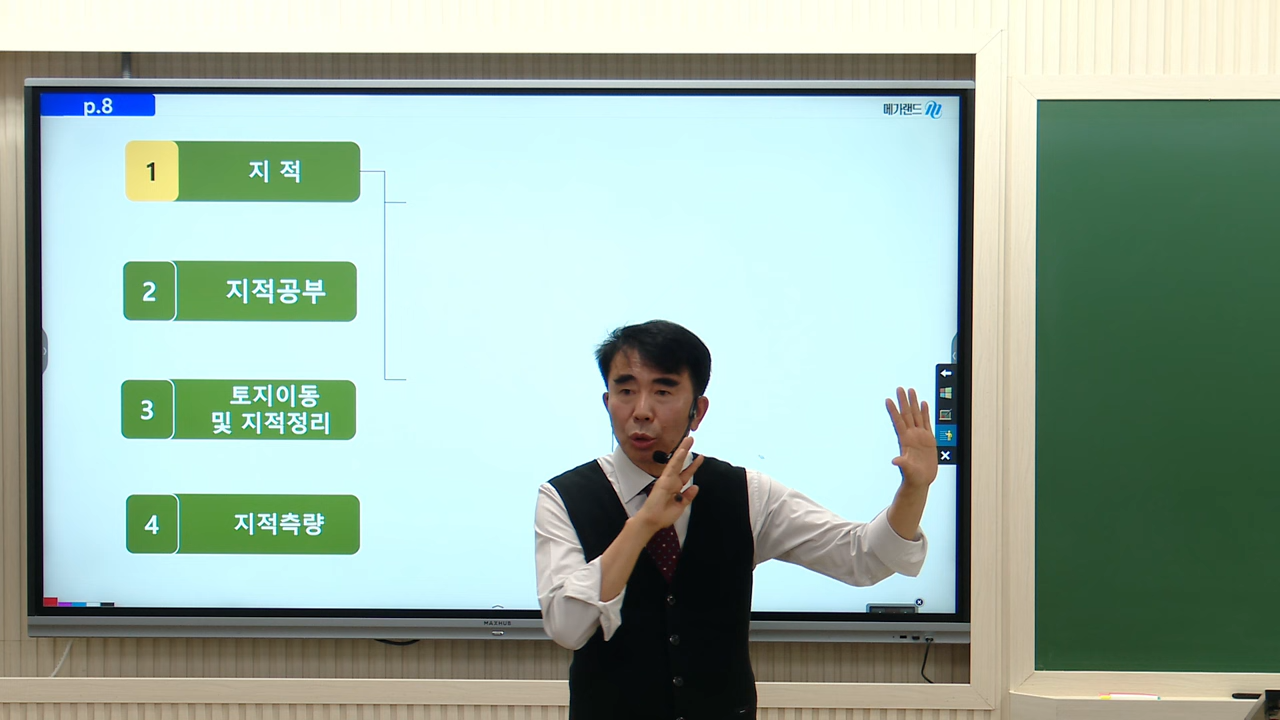 p.8
메가랜드
1 지 적
2 지적공부
3 토지이동
및 지적정리
4 지적측량
MAXHUB